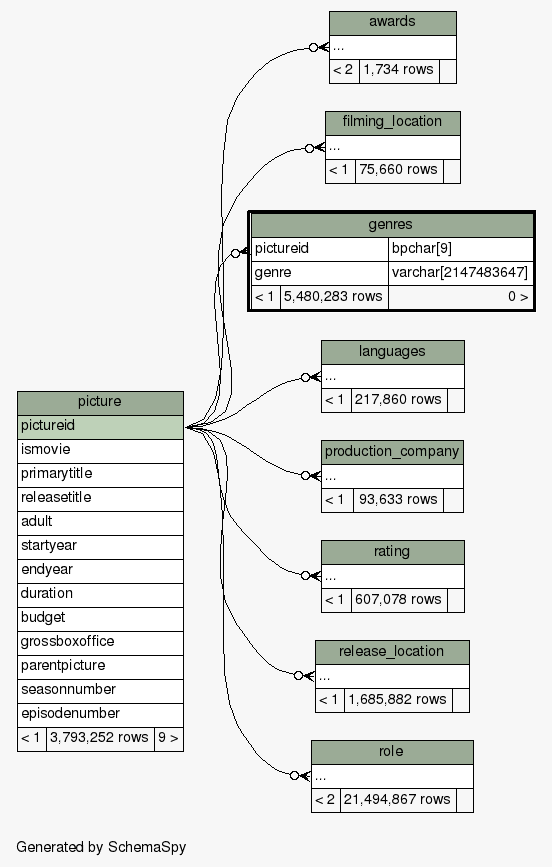 awards
...
< 2 1,734 rows
filming_location
...
< 1 75,660 rows
genres
pictureid bpchar[9]
genre varchar[2147483647]
< 1 5,480,283 rows 0 >
languages
...
< 1 217,860 rows
picture
pictureid
ismovie
primarytitle
releasetitle
adult
startyear
endyear
duration
budget
grossboxoffice
parentpicture
seasonnumber
episodenumber
< 1 3,793,252 rows 9 >
production_company
...
< 1 93,633 rows
rating
...
< 1 607,078 rows
release_location
...
< 1 1,685,882 rows
role
...
< 2 21,494,867 rows
Generated by SchemaSpy